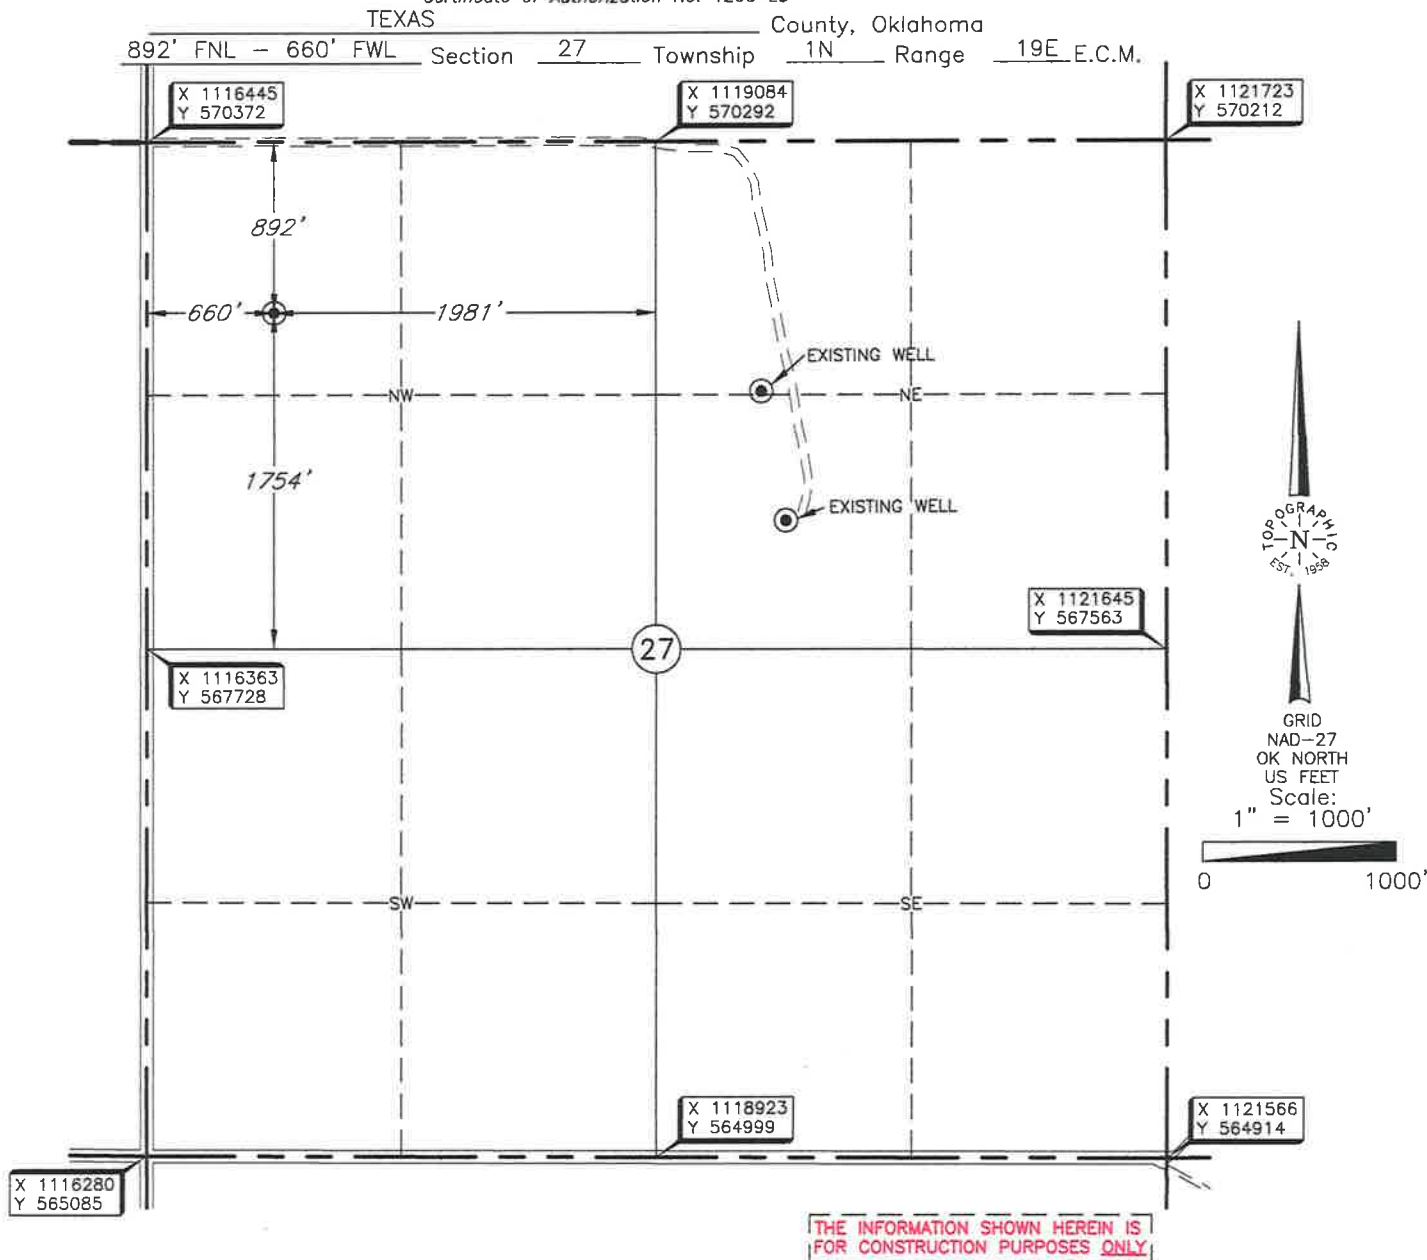 TEXAS County, Oklahoma
892' FNL - 660' FWL Section 27 Township 1N Range 19E E.C.M.
X 1116445
Y 570372
X 1119084
Y 570292
X 1121723
Y 570212
892'
660'
1981'
EXISTING WELL
NW
NE
1754'
EXISTING WELL
TOPOGRAPHIC
N
EST. 1958
X 1121645
Y 567563
27
X 1116363
Y 567728
GRID
NAD-27
OK NORTH
US FEET
Scale:
1" = 1000'
0 1000'
SW
SE
X 1118923
Y 564999
X 1121566
Y 564914
X 1116280
Y 565085
THE INFORMATION SHOWN HEREIN IS
FOR CONSTRUCTION PURPOSES ONLY